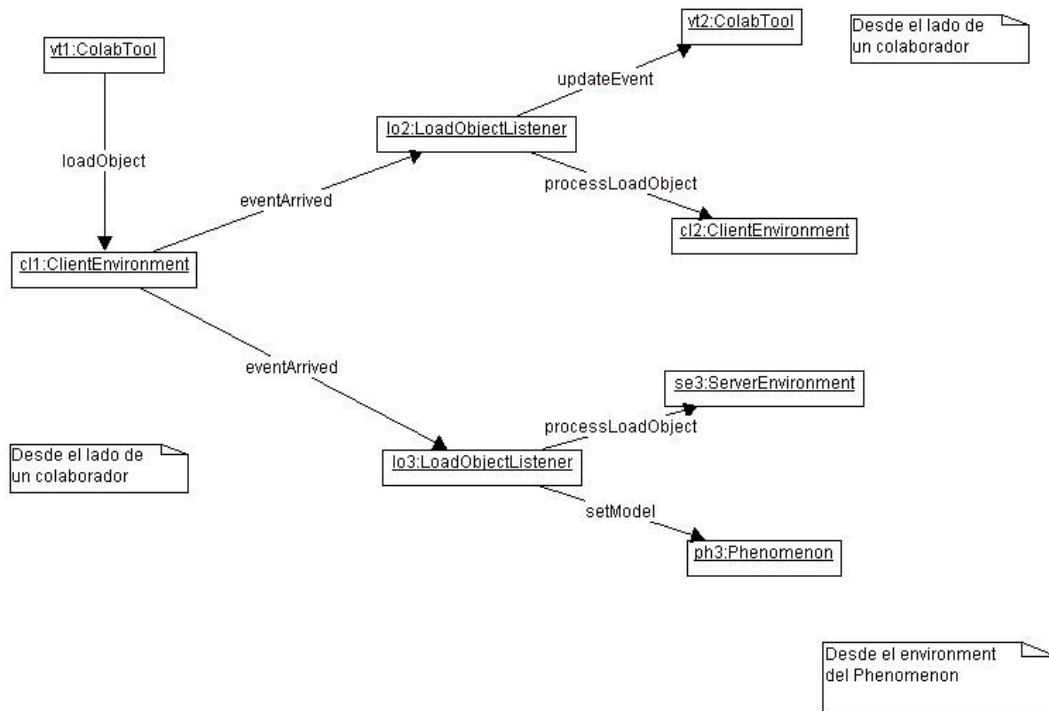 vt1:ColabTool
vt2:ColabTool
Desde el lado de
un colaborador
updateEvent
lo2:LoadObjectListener
loadObject
processLoadObject
eventArrived
cl2:ClientEnvironment
cl1:ClientEnvironment
eventArrived
se3:ServerEnvironment
processLoadObject
Desde el lado de
un colaborador
lo3:LoadObjectListener
setModel
ph3:Phenomenon
Desde el environment
del Phenomenon